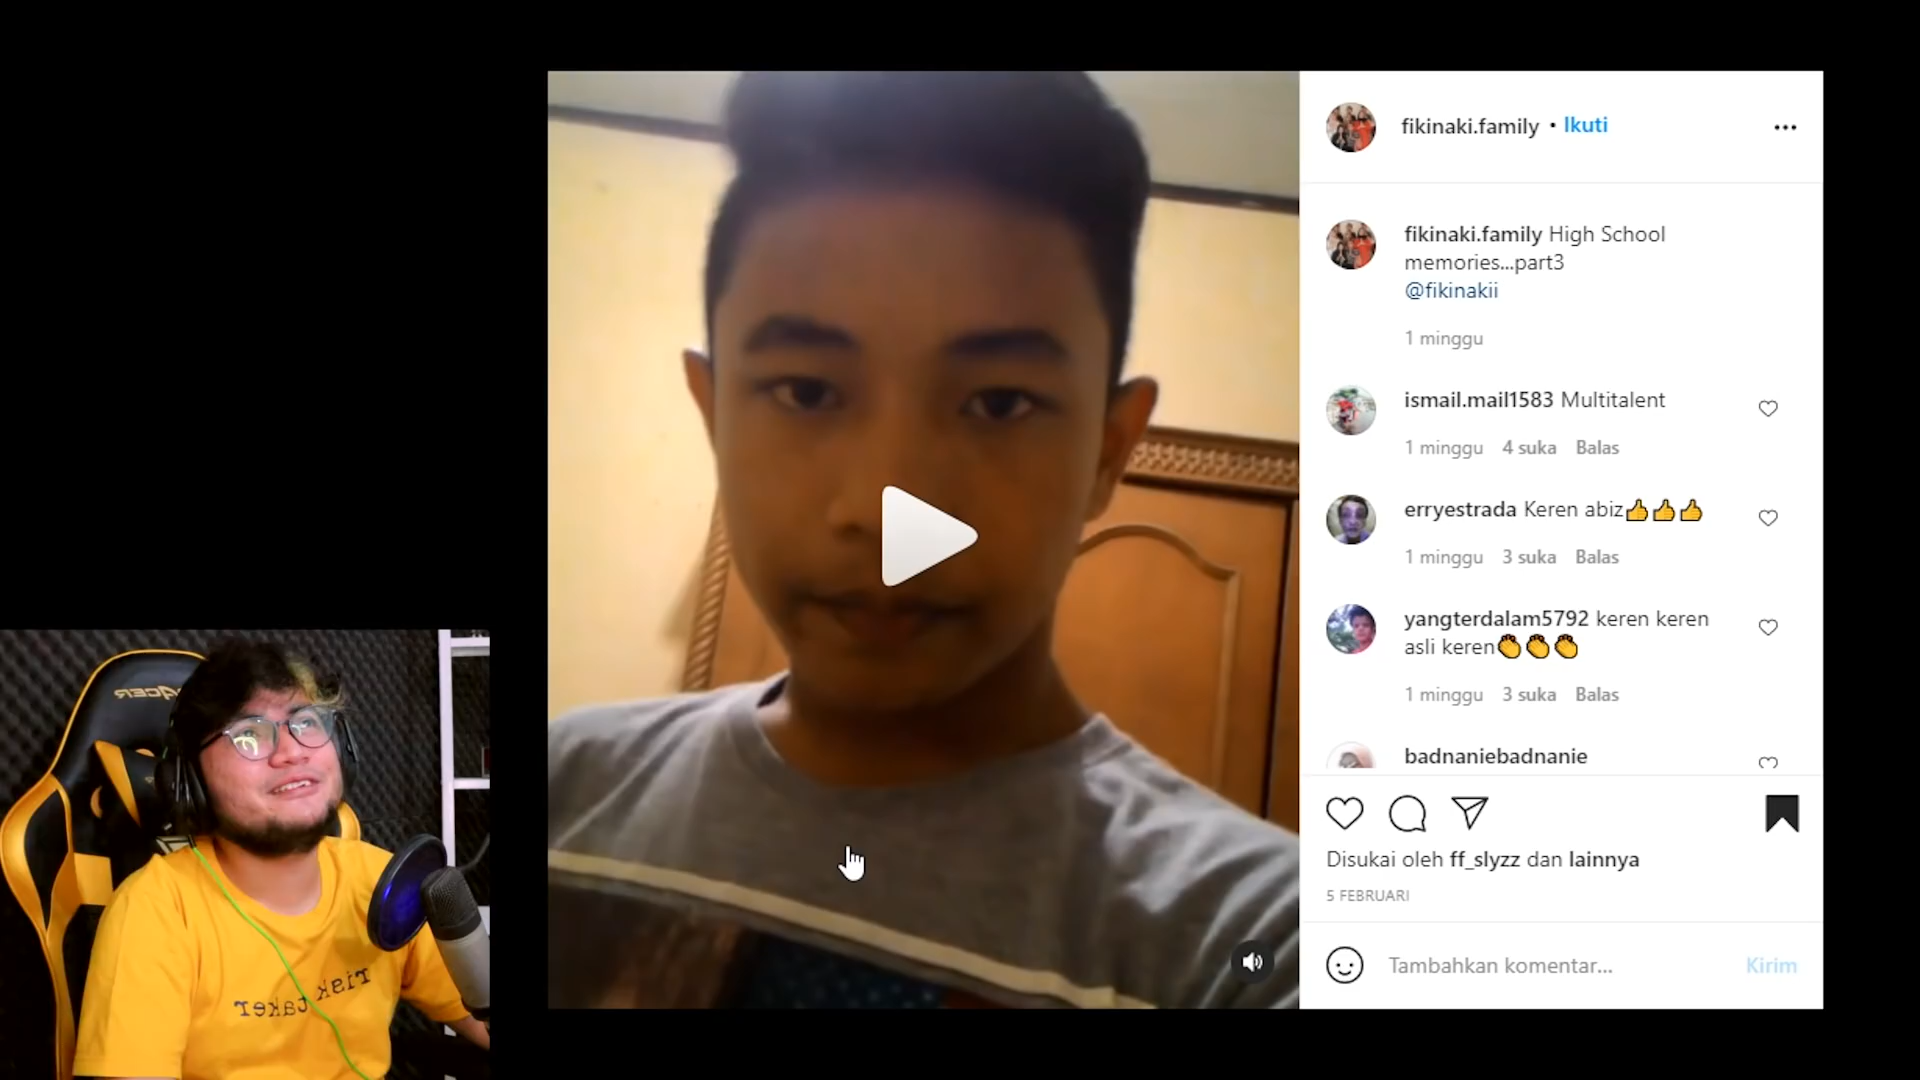 fikinaki.family • Ikuti
fikinaki.family High School
memories...part3
@fikinakii
1 minggu
ismail.mail1583 Multitalent
1 minggu 4 suka Balas
erryestrada Keren abiz👍👍👍
1 minggu 3 suka Balas
yangterdalam5792 keren keren
asli keren👏👏👏
1 minggu 3 suka Balas
badnaniebadnanie
Disukai oleh ff_slyzz dan lainnya
5 FEBRUARI
Tambahkan komentar... Kirim
risk taker